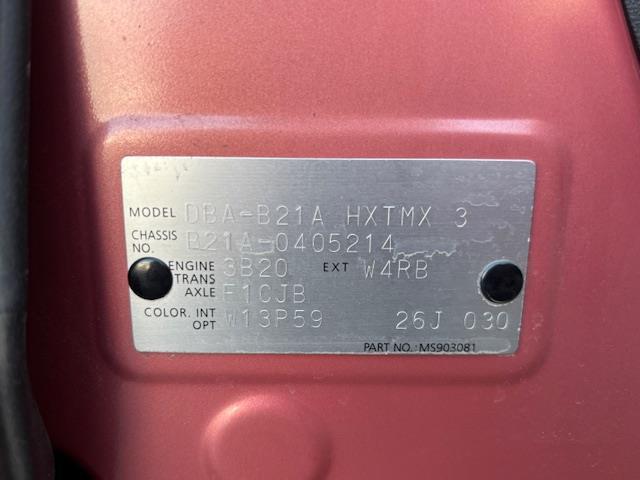 MODEL DBA-B21A HXTMX 3
CHASSIS NO. B21A-0405214
ENGINE 3B20 EXT W4RB
TRANS AXLE F1CJB
COLOR. INT OPT W13P59 26J 030
PART NO.: MS903081